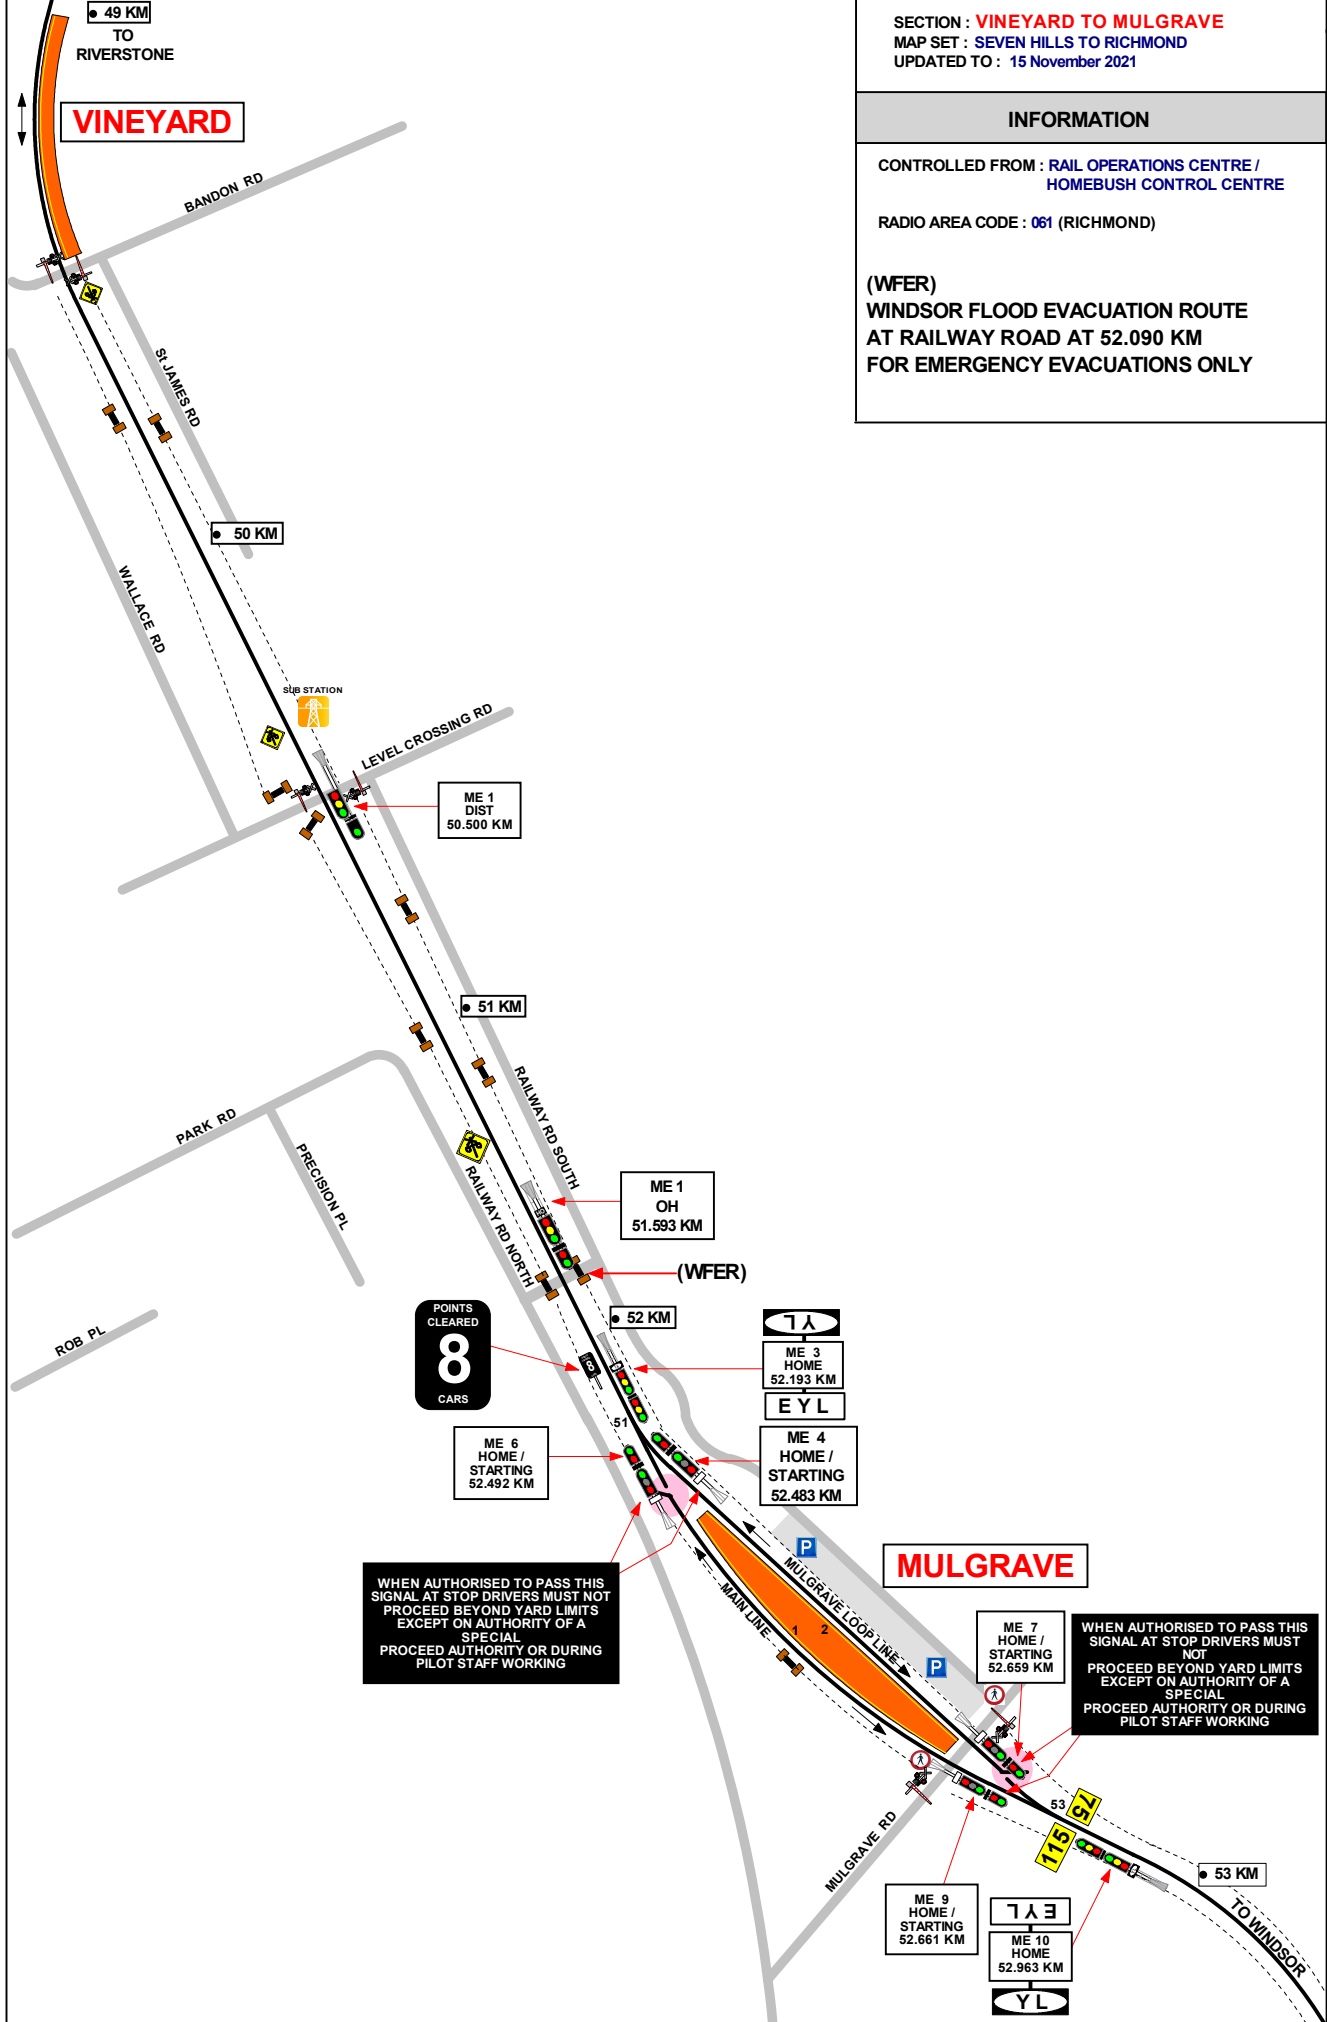 49 KM
TO
RIVERSTONE
VINEYARD
SECTION : VINEYARD TO MULGRAVE
MAP SET : SEVEN HILLS TO RICHMOND
UPDATED TO : 15 November 2021
INFORMATION
CONTROLLED FROM : RAIL OPERATIONS CENTRE /
HOMEBUSH CONTROL CENTRE
RADIO AREA CODE : 061 (RICHMOND)
(WFER)
WINDSOR FLOOD EVACUATION ROUTE
AT RAILWAY ROAD AT 52.090 KM
FOR EMERGENCY EVACUATIONS ONLY
BANDON RD
St JAMES RD
50 KM
WALLACE RD
SUB STATION
LEVEL CROSSING RD
ME 1
DIST
50.500 KM
51 KM
RAILWAY RD SOUTH
PARK RD
PRECISION PL
RAILWAY RD NORTH
ME 1
OH
51.593 KM
(WFER)
ROB PL
52 KM
POINTS
CLEARED
8
CARS
8
YL
ME 3
HOME
52.193 KM
E Y L
51
ME 6
HOME /
STARTING
52.492 KM
ME 4
HOME /
STARTING
52.483 KM
P
MULGRAVE
WHEN AUTHORISED TO PASS THIS
SIGNAL AT STOP DRIVERS MUST NOT
PROCEED BEYOND YARD LIMITS
EXCEPT ON AUTHORITY OF A
SPECIAL
PROCEED AUTHORITY OR DURING
PILOT STAFF WORKING
MAIN LINE
1 2
MULGRAVE LOOP LINE
P
ME 7
HOME /
STARTING
52.659 KM
WHEN AUTHORISED TO PASS THIS
SIGNAL AT STOP DRIVERS MUST
NOT
PROCEED BEYOND YARD LIMITS
EXCEPT ON AUTHORITY OF A
SPECIAL
PROCEED AUTHORITY OR DURING
PILOT STAFF WORKING
53
75
115
MULGRAVE RD
53 KM
TO WINDSOR
ME 9
HOME /
STARTING
52.661 KM
EYL
ME 10
HOME
52.963 KM
Y L